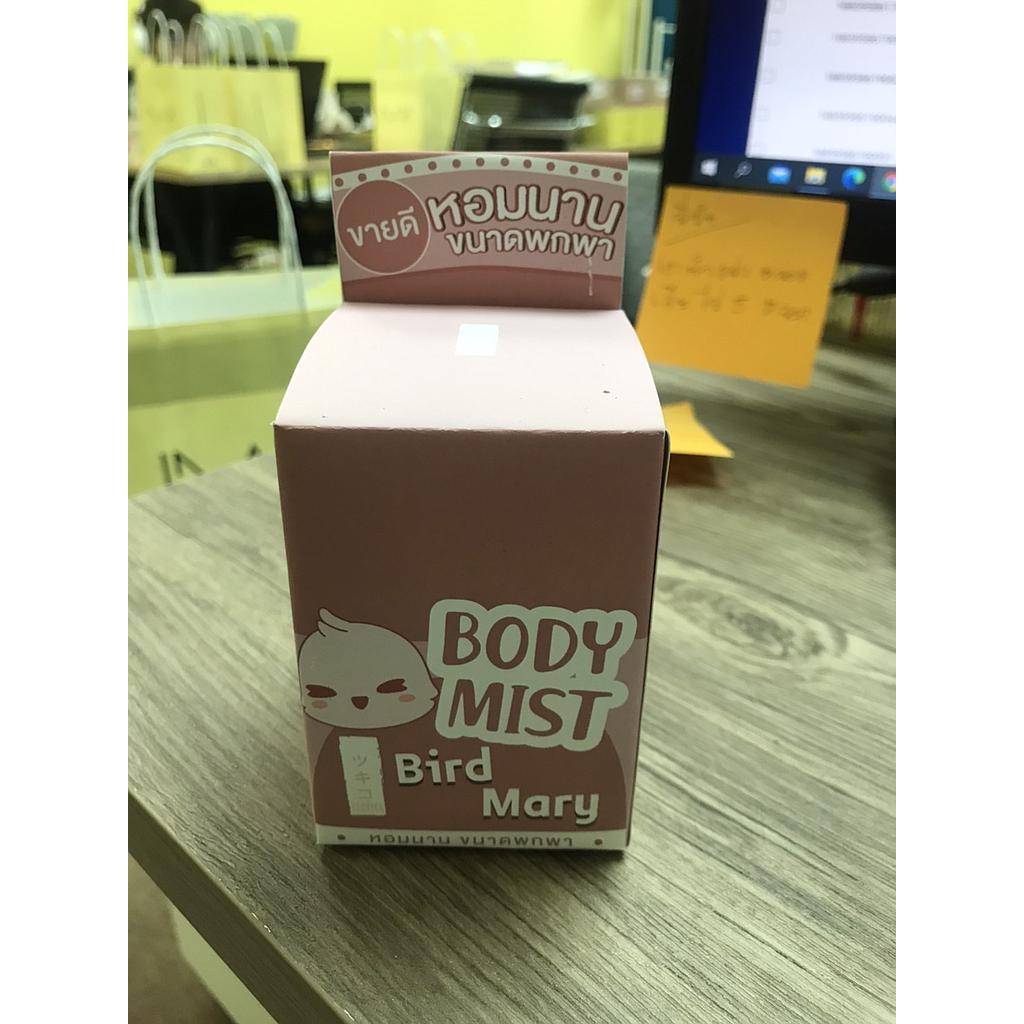 ขายดี
หอมนาน
ขนาดพกพา
BODY
MIST
Bird
Mary
ツキコ
หอมนาน ขนาดพกพา